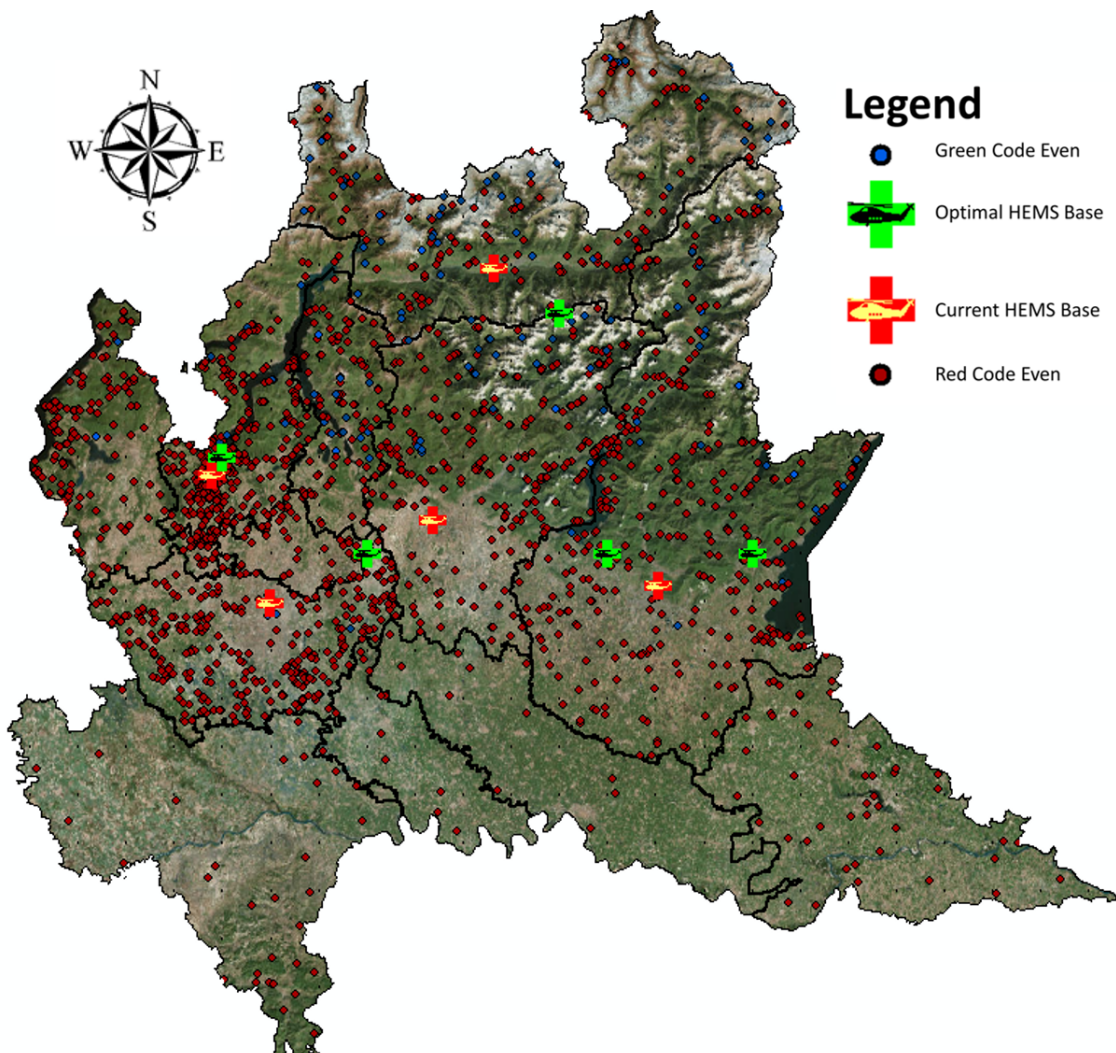 N
W
E
S
Legend
Green Code Even
Optimal HEMS Base
Current HEMS Base
Red Code Even